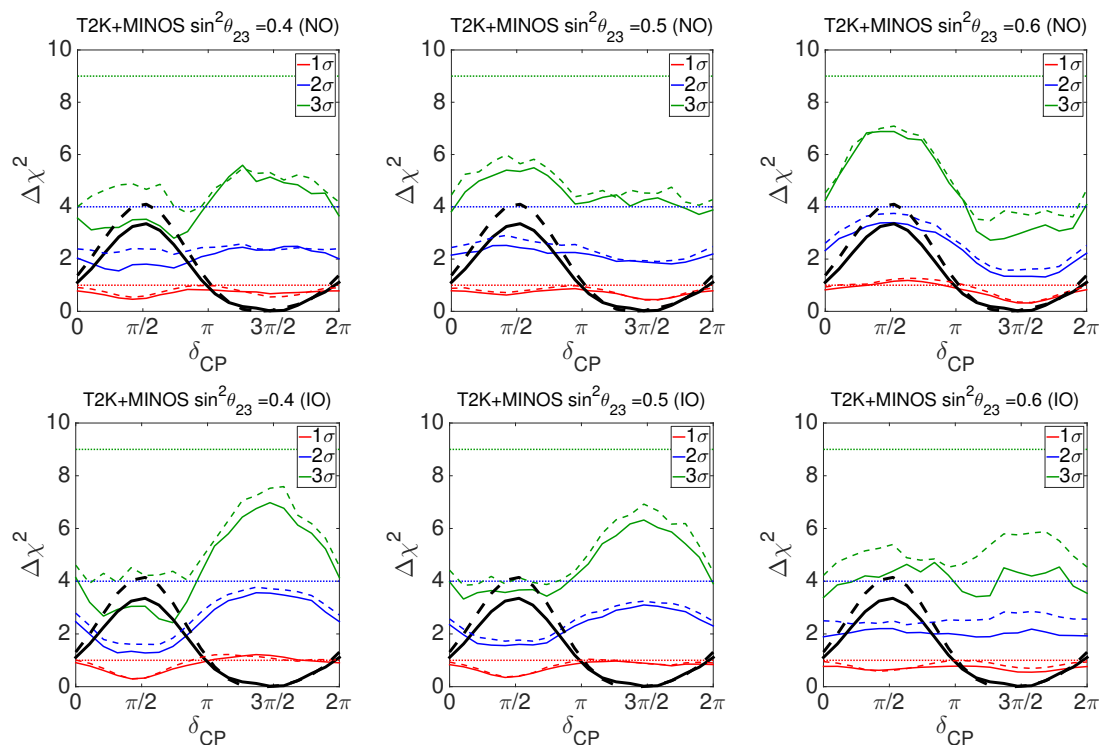 T2K+MINOS sin²θ₂₃ =0.4 (NO)
10
8
6
4
2
0
Δχ²
1σ
2σ
3σ
0 π/2 π 3π/2 2π
δCP
T2K+MINOS sin²θ₂₃ =0.5 (NO)
10
8
6
4
2
0
Δχ²
1σ
2σ
3σ
0 π/2 π 3π/2 2π
δCP
T2K+MINOS sin²θ₂₃ =0.6 (NO)
10
8
6
4
2
0
Δχ²
1σ
2σ
3σ
0 π/2 π 3π/2 2π
δCP
T2K+MINOS sin²θ₂₃ =0.4 (IO)
10
8
6
4
2
0
Δχ²
1σ
2σ
3σ
0 π/2 π 3π/2 2π
δCP
T2K+MINOS sin²θ₂₃ =0.5 (IO)
10
8
6
4
2
0
Δχ²
1σ
2σ
3σ
0 π/2 π 3π/2 2π
δCP
T2K+MINOS sin²θ₂₃ =0.6 (IO)
10
8
6
4
2
0
Δχ²
1σ
2σ
3σ
0 π/2 π 3π/2 2π
δCP